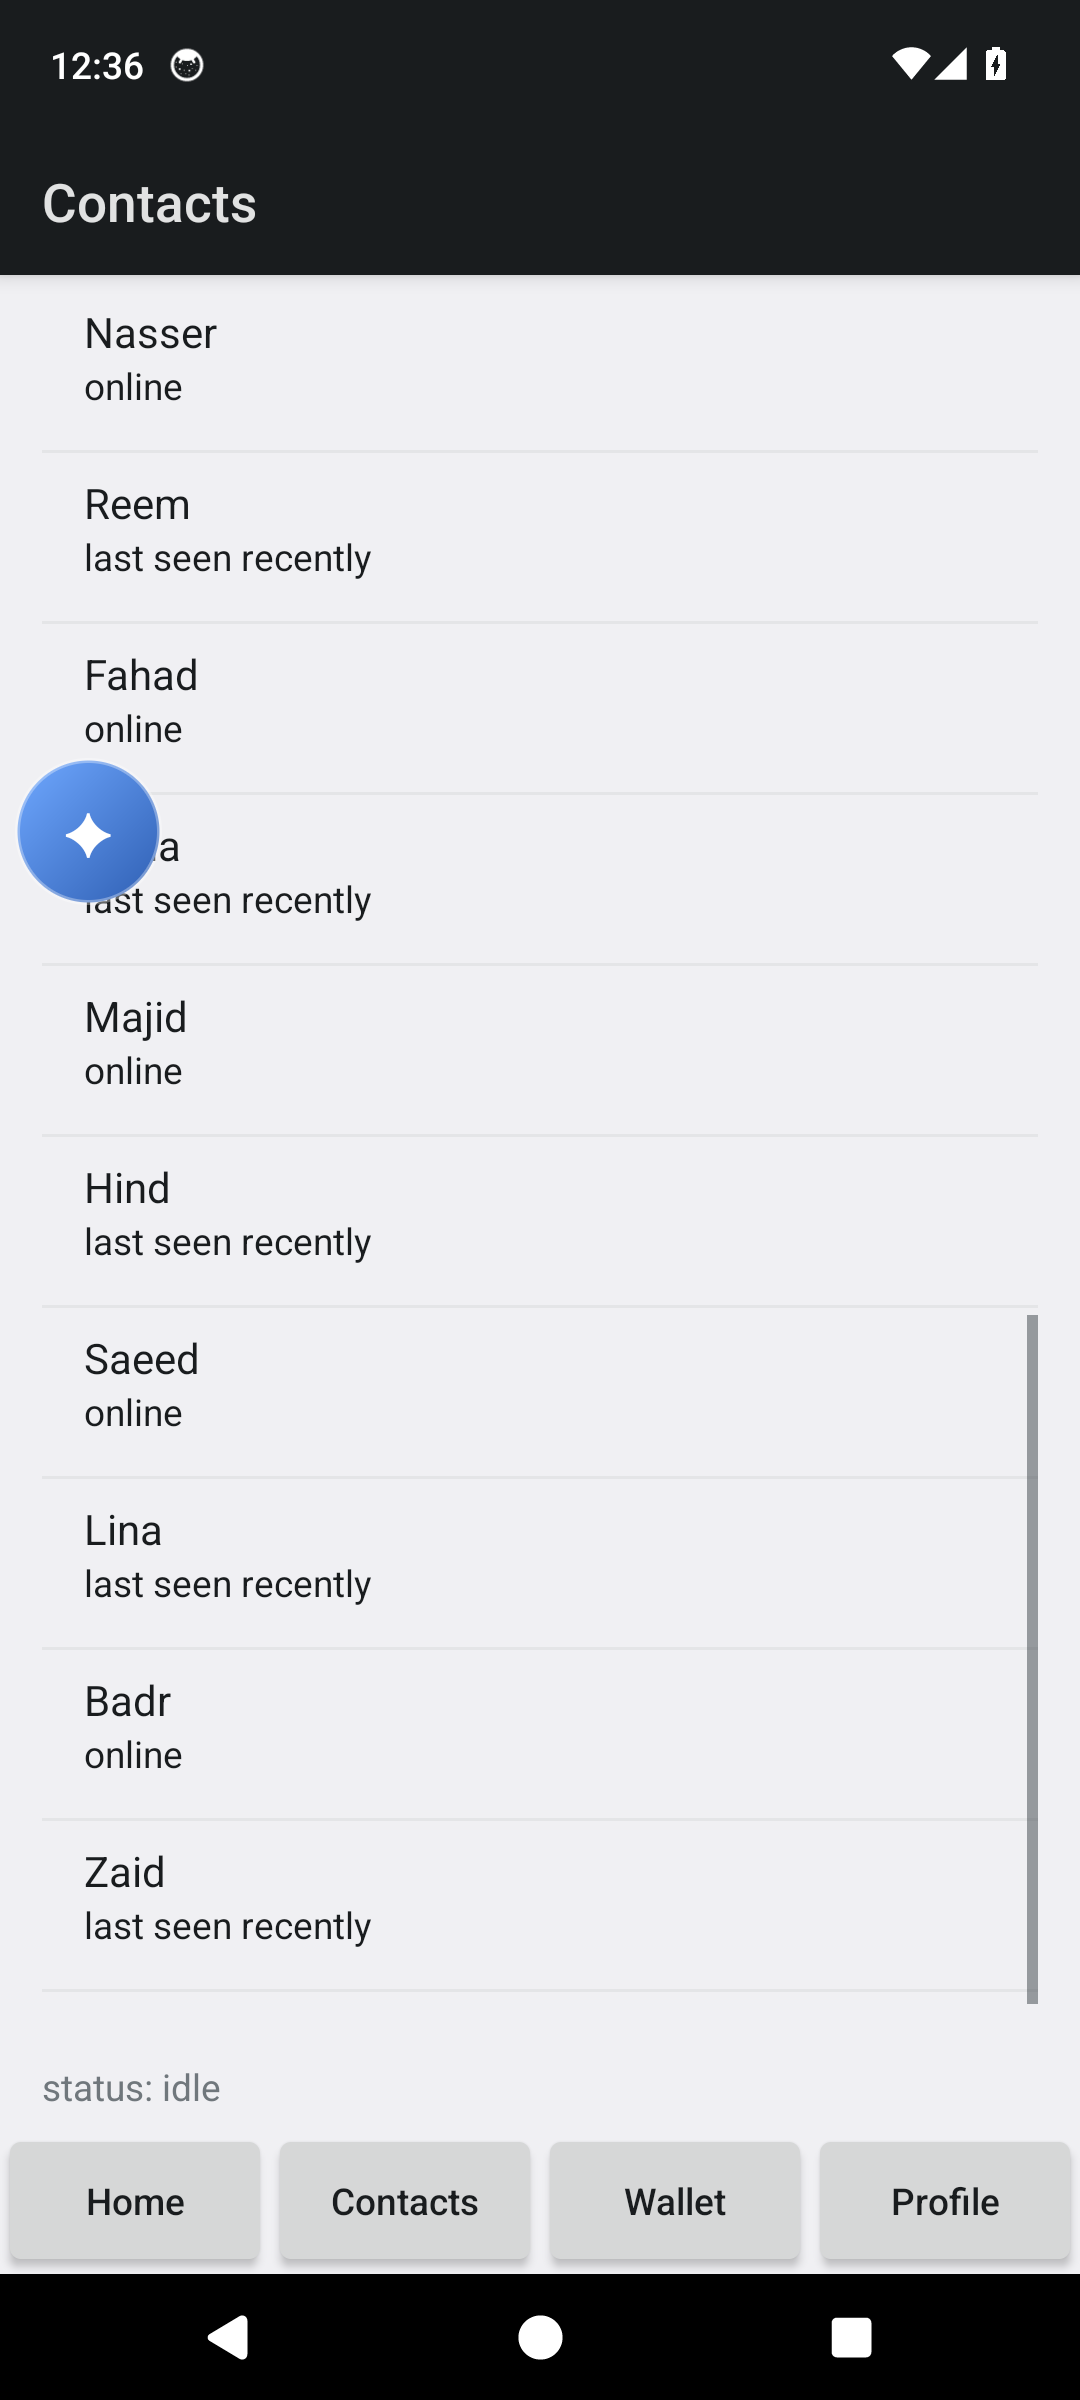 12:36
Contacts
Nasser
online
Reem
last seen recently
Fahad
online
last seen recently
Majid
online
Hind
last seen recently
Saeed
online
Lina
last seen recently
Badr
online
Zaid
last seen recently
status: idle
Home Contacts Wallet Profile